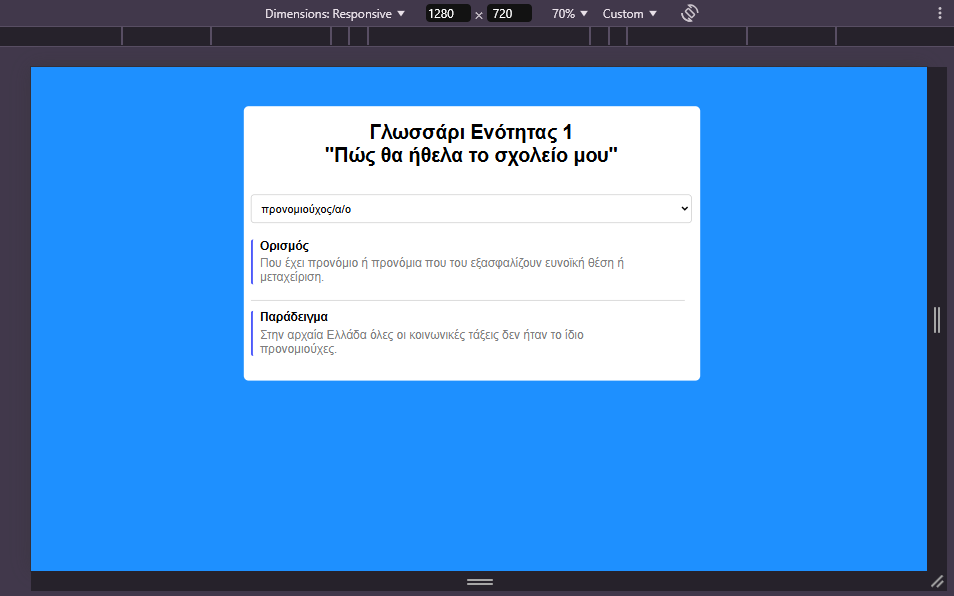 Dimensions: Responsive 1280 × 720 70% Custom
Γλωσσάρι Ενότητας 1
"Πώς θα ήθελα το σχολείο μου"
προνομιούχος/α/ο
Ορισμός
Που έχει προνόμιο ή προνόμια που του εξασφαλίζουν ευνοϊκή θέση ή
μεταχείριση.
Παράδειγμα
Στην αρχαία Ελλάδα όλες οι κοινωνικές τάξεις δεν ήταν το ίδιο
προνομιούχες.